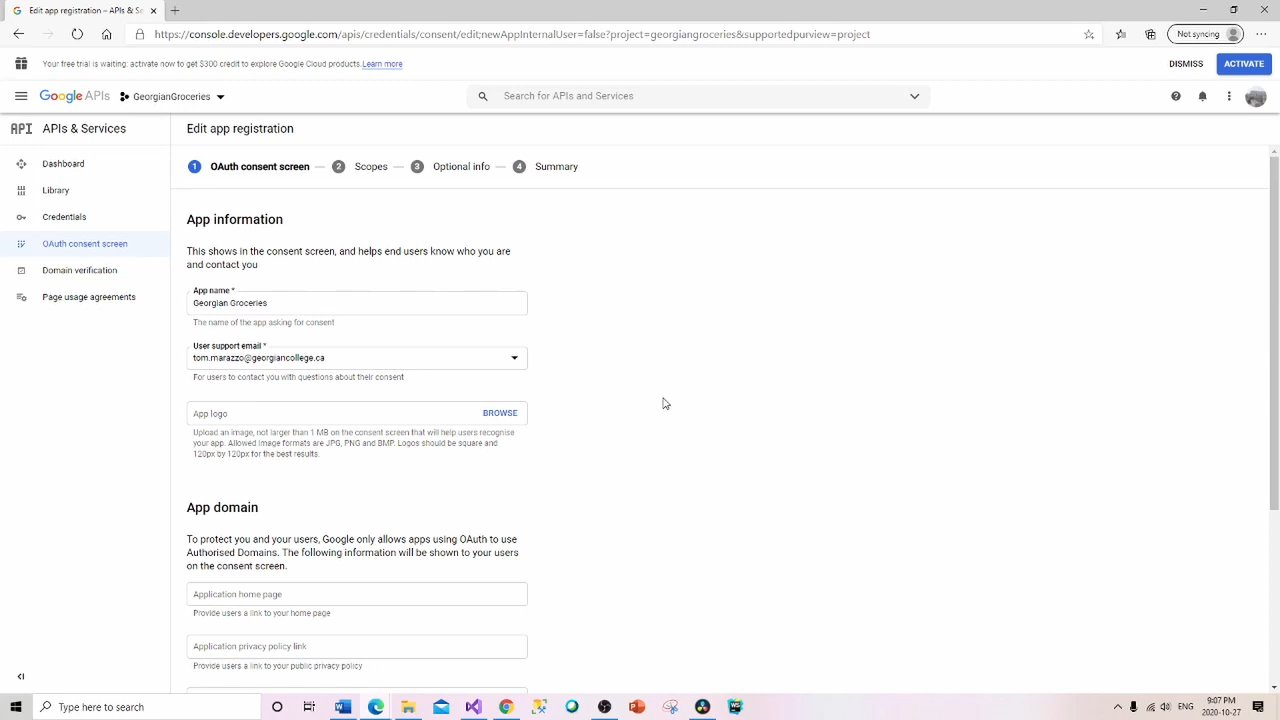 Edit app registration – APIs & Se
https://console.developers.google.com/apis/credentials/consent/edit;newAppInternalUser=false?project=georgiangroceries&supportedpurview=project
Not syncing
Your free trial is waiting: activate now to get $300 credit to explore Google Cloud products. Learn more
DISMISS
ACTIVATE
Google APIs
GeorgianGroceries
Search for APIs and Services
API APIs & Services
Edit app registration
Dashboard
Library
Credentials
OAuth consent screen
Domain verification
Page usage agreements
1 OAuth consent screen — 2 Scopes — 3 Optional info — 4 Summary
App information
This shows in the consent screen, and helps end users know who you are
and contact you
App name *
Georgian Groceries
The name of the app asking for consent
User support email *
tom.marazzo@georgiancollege.ca
For users to contact you with questions about their consent
App logo
BROWSE
Upload an image, not larger than 1 MB on the consent screen that will help users recognise
your app. Allowed image formats are JPG, PNG and BMP. Logos should be square and
120px by 120px for the best results.
App domain
To protect you and your users, Google only allows apps using OAuth to use
Authorised Domains. The following information will be shown to your users
on the consent screen.
Application home page
Provide users a link to your home page
Application privacy policy link
Provide users a link to your public privacy policy
Type here to search
ENG
9:07 PM
2020-10-27